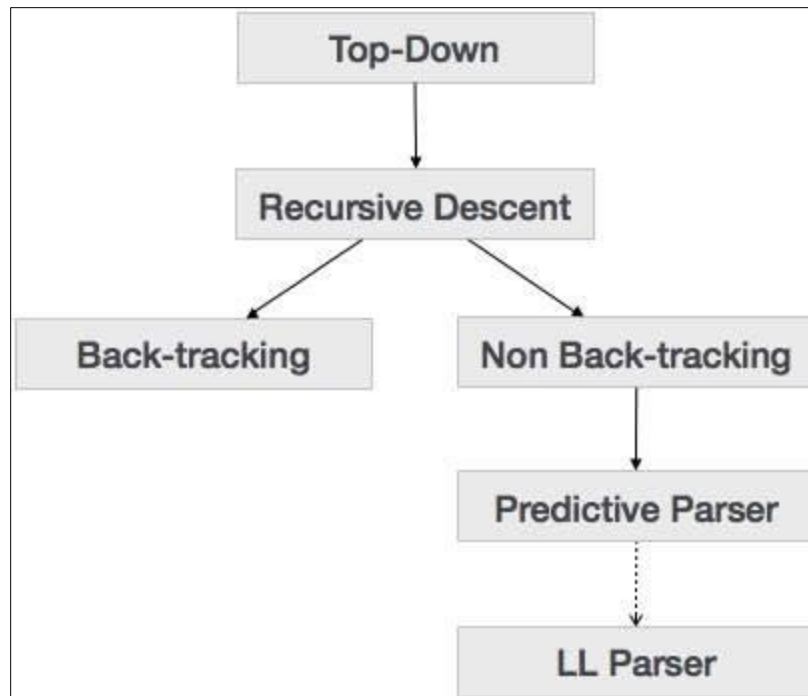 Top-Down
Recursive Descent
Back-tracking
Non Back-tracking
Predictive Parser
LL Parser